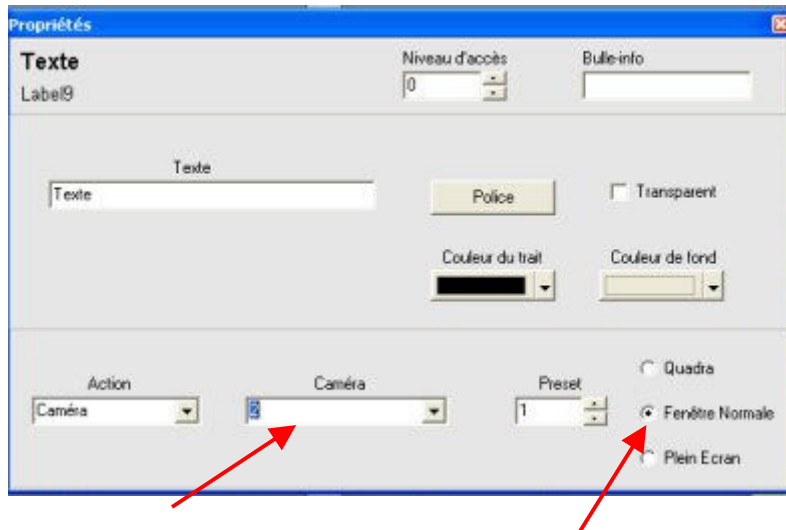 Propriétés
Texte
Label9
Niveau d'accès
0
Bulle-info
Texte
Texte
Police
Transparent
Couleur du trait
Couleur de fond
Action
Caméra
Caméra
2
Preset
1
Quadra
Fenêtre Normale
Plein Ecran